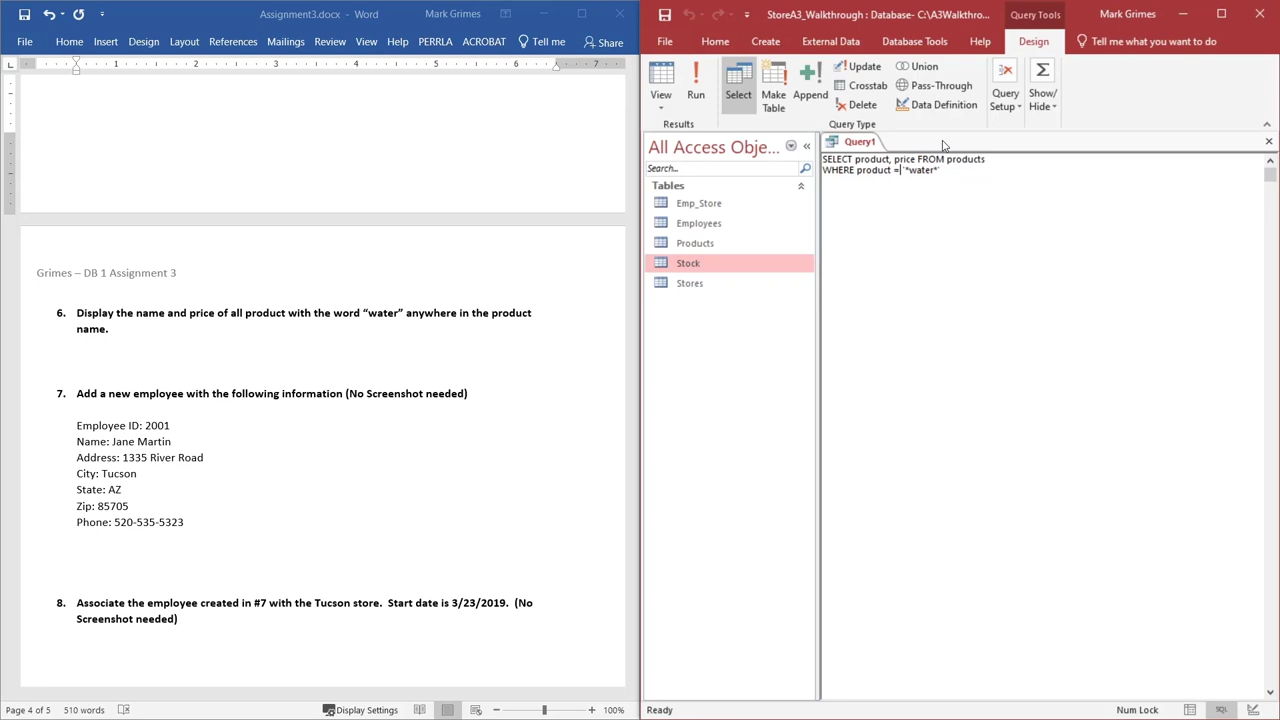 Assignment3.docx - Word
Mark Grimes
File Home Insert Design Layout References Mailings Review View Help PERRLA ACROBAT Tell me Share
1 2 3 4 5 6 7
Grimes – DB 1 Assignment 3
6. Display the name and price of all product with the word “water” anywhere in the product
name.
7. Add a new employee with the following information (No Screenshot needed)
Employee ID: 2001
Name: Jane Martin
Address: 1335 River Road
City: Tucson
State: AZ
Zip: 85705
Phone: 520-535-5323
8. Associate the employee created in #7 with the Tucson store. Start date is 3/23/2019. (No
Screenshot needed)
Page 4 of 5 510 words Display Settings 100%
StoreA3_Walkthrough : Database- C:\A3Walkthro... Query Tools Mark Grimes
File Home Create External Data Database Tools Help Design Tell me what you want to do
View Run Select Make Table Append Update Crosstab Delete Union Pass-Through Data Definition Query Setup Show/Hide
Results Query Type
All Access Obje...
Search...
Tables
Emp_Store
Employees
Products
Stock
Stores
Query1
SELECT product, price FROM products
WHERE product = '*water*'
Ready Num Lock SQL